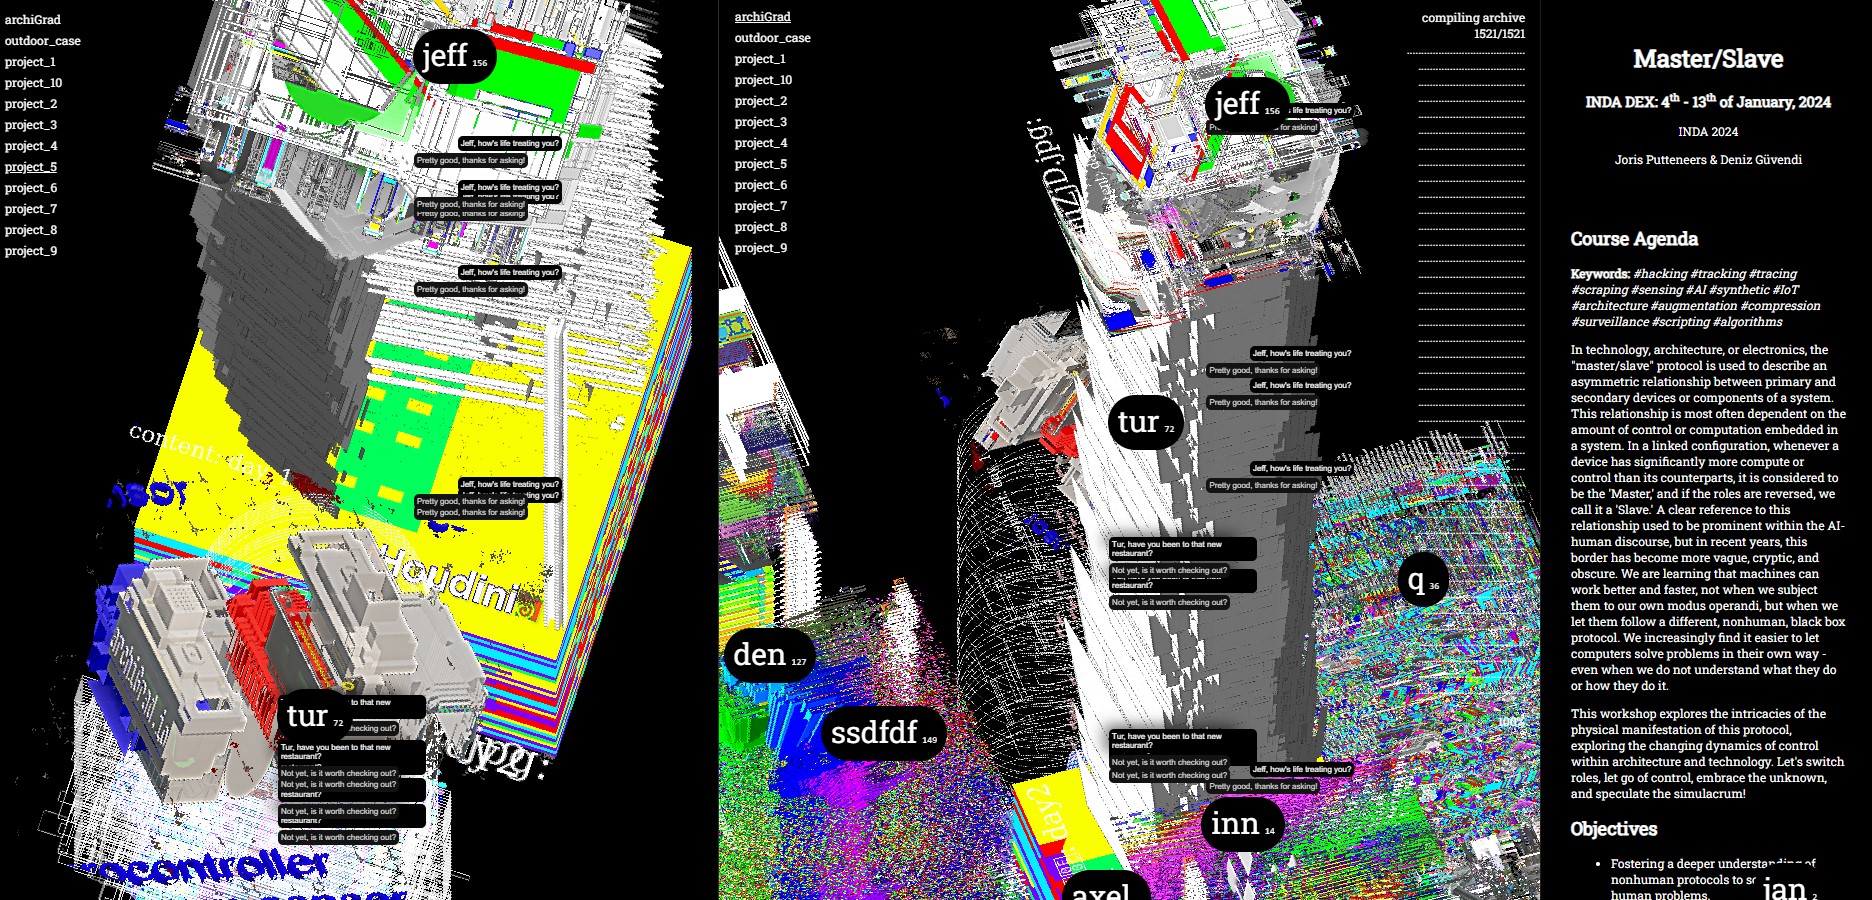 archiGrad
outdoor_case
project_1
project_10
project_2
project_3
project_4
project_5
project_6
project_7
project_8
project_9
jeff 156
Jeff, how's life treating you?
Pretty good, thanks for asking!
Jeff, how's life treating you?
Pretty good, thanks for asking!
Pretty good, thanks for asking!
Jeff, how's life treating you?
Pretty good, thanks for asking!
content: day 1
Jeff, how's life treating you?
Pretty good, thanks for asking!
Pretty good, thanks for asking!
Houdini
tur 72
to that new
checking out?
Tur, have you been to that new
restaurant?
Not yet, is it worth checking out?
Not yet, is it worth checking out?
restaurant?
Not yet, is it worth checking out?
restaurant?
Not yet, is it worth checking out?
ocontroller
archiGrad
outdoor_case
project_1
project_10
project_2
project_3
project_4
project_5
project_6
project_7
project_8
project_9
jeff 156
life treating you?
Jeff, how's life treating you?
Pretty good, thanks for asking!
Jeff, how's life treating you?
Pretty good, thanks for asking!
tur 72
Jeff, how's life treating you?
Pretty good, thanks for asking!
Tur, have you been to that new
restaurant?
Not yet, is it worth checking out?
restaurant?
Not yet, is it worth checking out?
q 36
den 127
ssdfdf 149
Tur, have you been to that new
restaurant?
Not yet, is it worth checking out?
Not yet, is it worth checking out?
Jeff, how's life treating you?
Pretty good, thanks for asking!
day2
inn 14
axel
compiling archive
1521/1521
100%
Master/Slave
INDA DEX: 4th - 13th of January, 2024
INDA 2024
Joris Putteneers & Deniz Güvendi
Course Agenda
Keywords: #hacking #tracking #tracing
#scraping #sensing #AI #synthetic #IoT
#architecture #augmentation #compression
#surveillance #scripting #algorithms
In technology, architecture, or electronics, the
"master/slave" protocol is used to describe an
asymmetric relationship between primary and
secondary devices or components of a system.
This relationship is most often dependent on the
amount of control or computation embedded in
a system. In a linked configuration, whenever a
device has significantly more compute or
control than its counterparts, it is considered to
be the 'Master,' and if the roles are reversed, we
call it a 'Slave.' A clear reference to this
relationship used to be prominent within the AI-
human discourse, but in recent years, this
border has become more vague, cryptic, and
obscure. We are learning that machines can
work better and faster, not when we subject
them to our own modus operandi, but when we
let them follow a different, nonhuman, black box
protocol. We increasingly find it easier to let
computers solve problems in their own way -
even when we do not understand what they do
or how they do it.
This workshop explores the intricacies of the
physical manifestation of this protocol,
exploring the changing dynamics of control
within architecture and technology. Let's switch
roles, let go of control, embrace the unknown,
and speculate the simulacrum!
Objectives
• Fostering a deeper understanding of
nonhuman protocols to
human problems.
jan 2